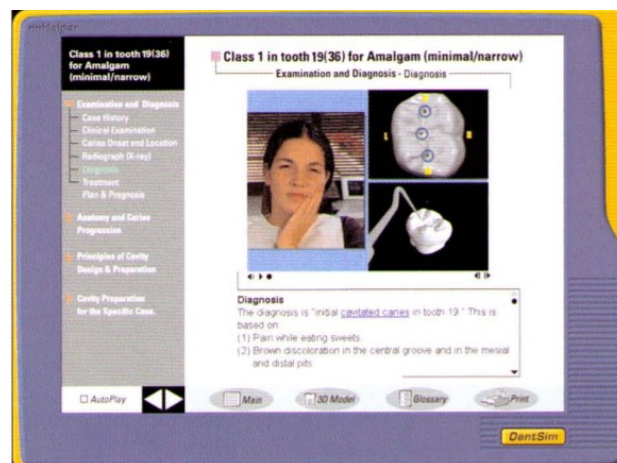 Class 1 in tooth 19(36)
for Amalgam
(minimal/narrow)
Examination and Diagnosis
Case History
Clinical Examination
Caries Onset and Location
Radiograph (X-ray)
Diagnosis
Treatment
Plan & Prognosis
Anatomy and Caries
Progression
Principles of Cavity
Design & Preparation
Cavity Preparation
for the Specific Case.
Class 1 in tooth 19(36) for Amalgam (minimal/narrow)
Examination and Diagnosis - Diagnosis
Diagnosis
The diagnosis is "initial cavitated caries in tooth 19." This is
based on
(1) Pain while eating sweets.
(2) Brown discoloration in the central groove and in the mesial
and distal pits
AutoPlay
Main
3D Model
Glossary
Print
DentSim